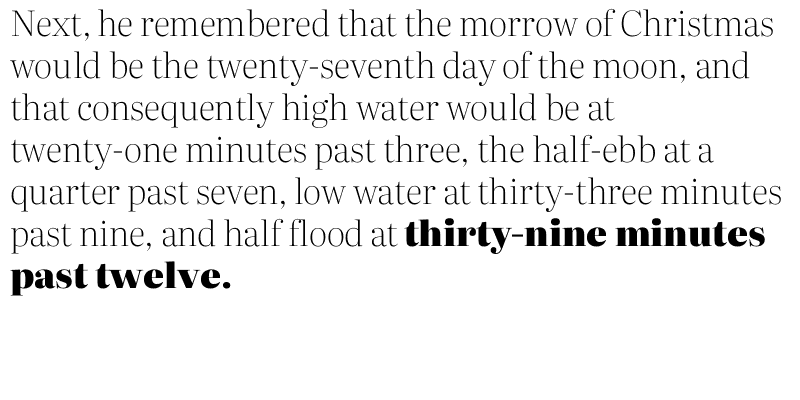 Next, he remembered that the morrow of Christmas
would be the twenty-seventh day of the moon, and
that consequently high water would be at
twenty-one minutes past three, the half-ebb at a
quarter past seven, low water at thirty-three minutes
past nine, and half flood at thirty-nine minutes
past twelve.